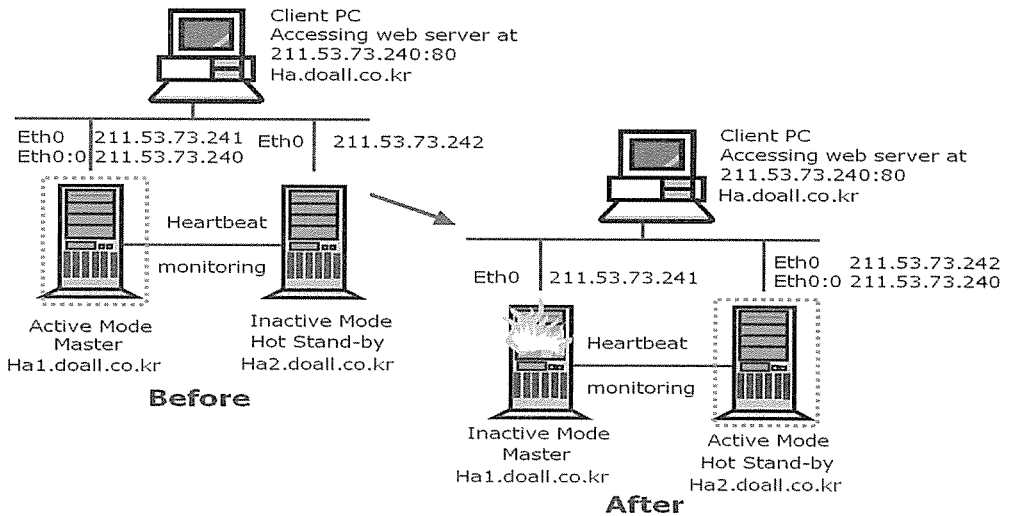 Client PC
Accessing web server at
211.53.73.240:80
Ha.doall.co.kr
Eth0 211.53.73.241
Eth0:0 211.53.73.240
Eth0 211.53.73.242
Heartbeat
monitoring
Active Mode
Master
Ha1.doall.co.kr
Inactive Mode
Hot Stand-by
Ha2.doall.co.kr
Before
Client PC
Accessing web server at
211.53.73.240:80
Ha.doall.co.kr
Eth0 211.53.73.241
Eth0 211.53.73.242
Eth0:0 211.53.73.240
Heartbeat
monitoring
Inactive Mode
Master
Ha1.doall.co.kr
Active Mode
Hot Stand-by
Ha2.doall.co.kr
After